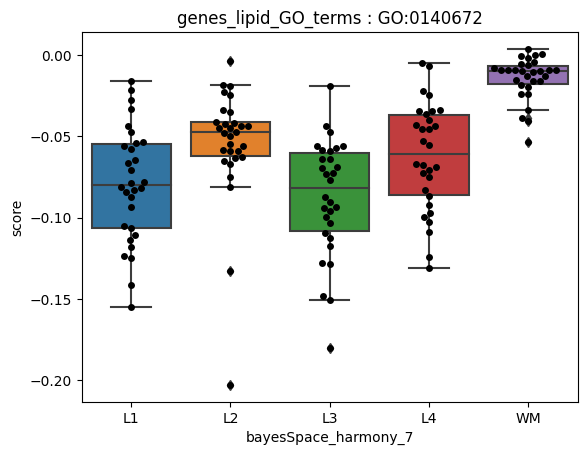 genes_lipid_GO_terms : GO:0140672
0.00
−0.05
−0.10
−0.15
−0.20
score
L1 L2 L3 L4 WM
bayesSpace_harmony_7